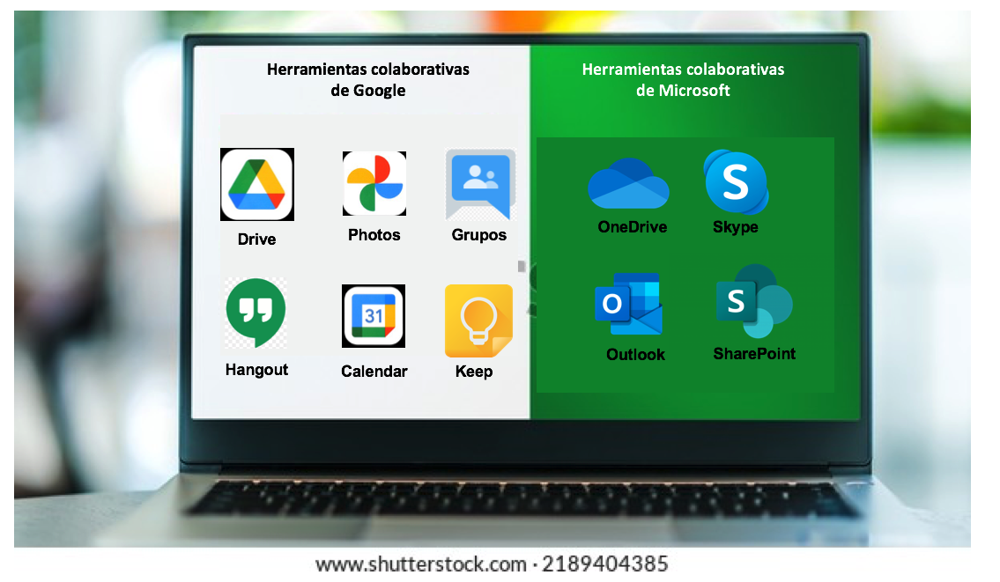 Herramientas colaborativas
de Google
Herramientas colaborativas
de Microsoft
Drive
Photos
Grupos
OneDrive
S
Skype
31
Hangout
Calendar
Keep
O
Outlook
S
SharePoint
www.shutterstock.com · 2189404385